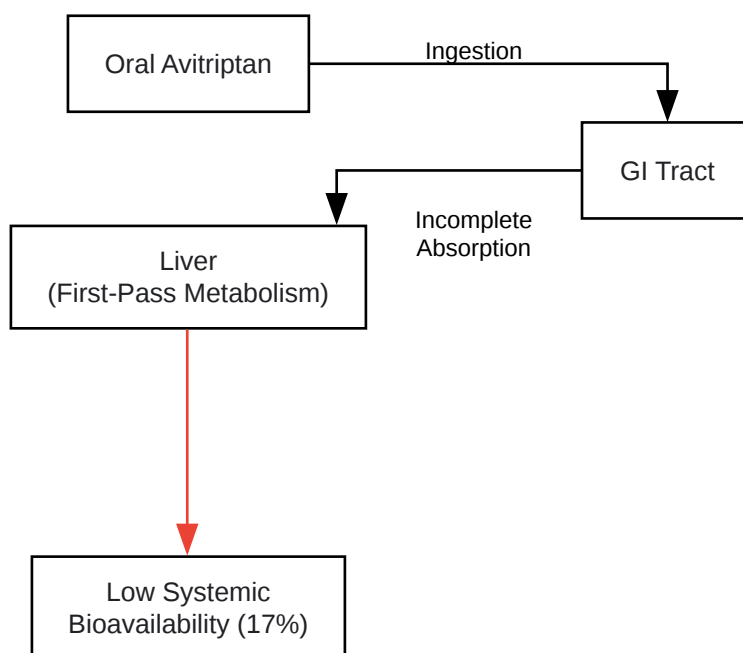 Oral Avitriptan
Ingestion
GI Tract
Incomplete
Absorption
Liver
(First-Pass Metabolism)
Low Systemic
Bioavailability (17%)